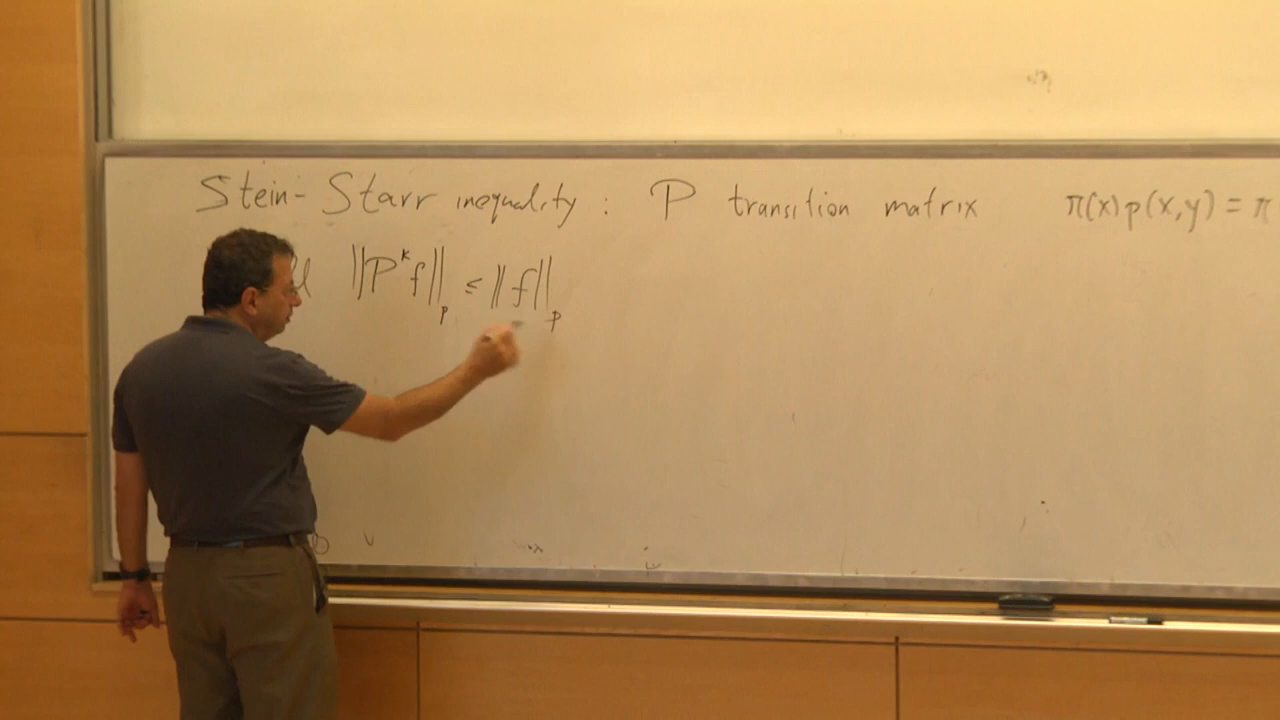 Stein-Starr inequality : P transition matrix π(x)p(x,y) = π
‖P^k f‖_p ≤ ‖f‖_p